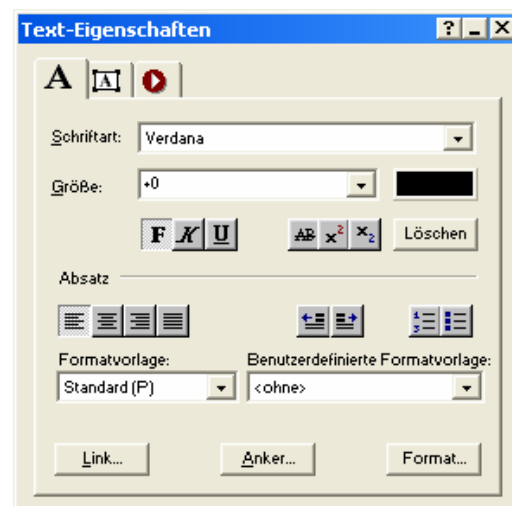 Text-Eigenschaften
A A
Schriftart: Verdana
Größe: +0
F K U AB x² x₂ Löschen
Absatz
Formatvorlage: Benutzerdefinierte Formatvorlage:
Standard (P) <ohne>
Link... Anker... Format...